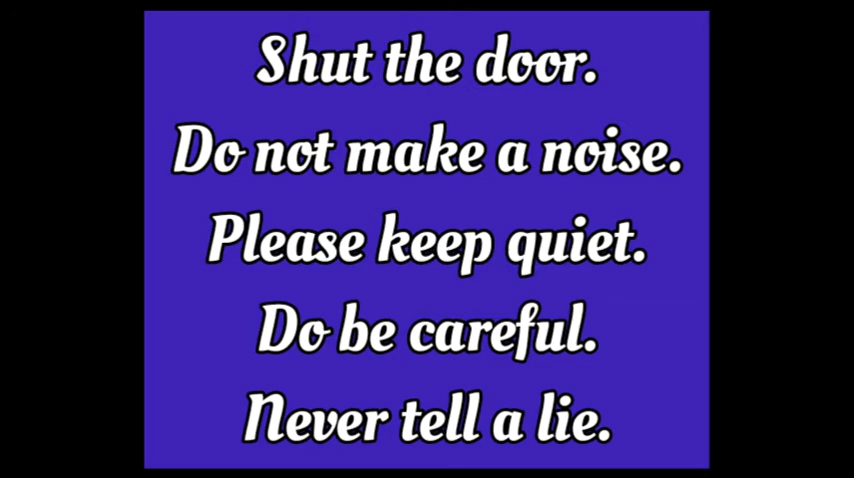 Shut the door.
Do not make a noise.
Please keep quiet.
Do be careful.
Never tell a lie.